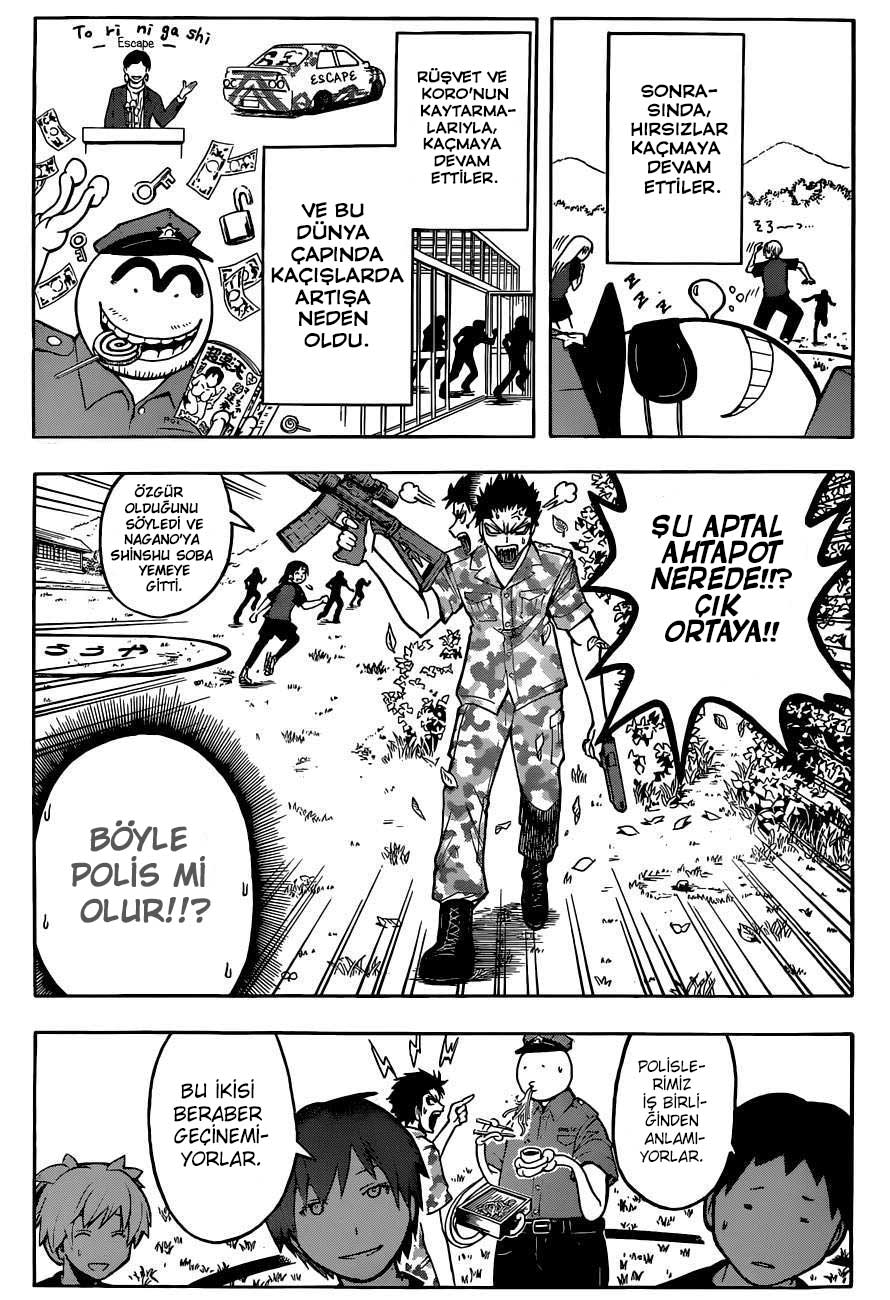 SONRA-
SINDA,
HIRSIZLAR
KAÇMAYA
DEVAM
ETTİLER.
そろ〜っ…
Z Z Z
RÜŞVET VE
KORO'NUN
KAYTARMA-
LARIYLA,
KAÇMAYA
DEVAM
ETTİLER.
VE BU
DÜNYA
ÇAPINDA
KAÇIŞLARDA
ARTIŞA
NEDEN
OLDU.
To ri ni ga shi
Escape
ESCAPE
ŞU APTAL
AHTAPOT
NEREDE!!?
ÇIK
ORTAYA!!
ÖZGÜR
OLDUĞUNU
SÖYLEDİ VE
NAGANO'YA
SHINSHU SOBA
YEMEYE
GİTTİ.
BÖYLE
POLİS Mİ
OLUR!!?
POLİSLE-
RİMİZ
İŞ BİRLİ-
ĞİNDEN
ANLAMI-
YORLAR.
BU İKİSİ
BERABER
GEÇİNEMİ-
YORLAR.